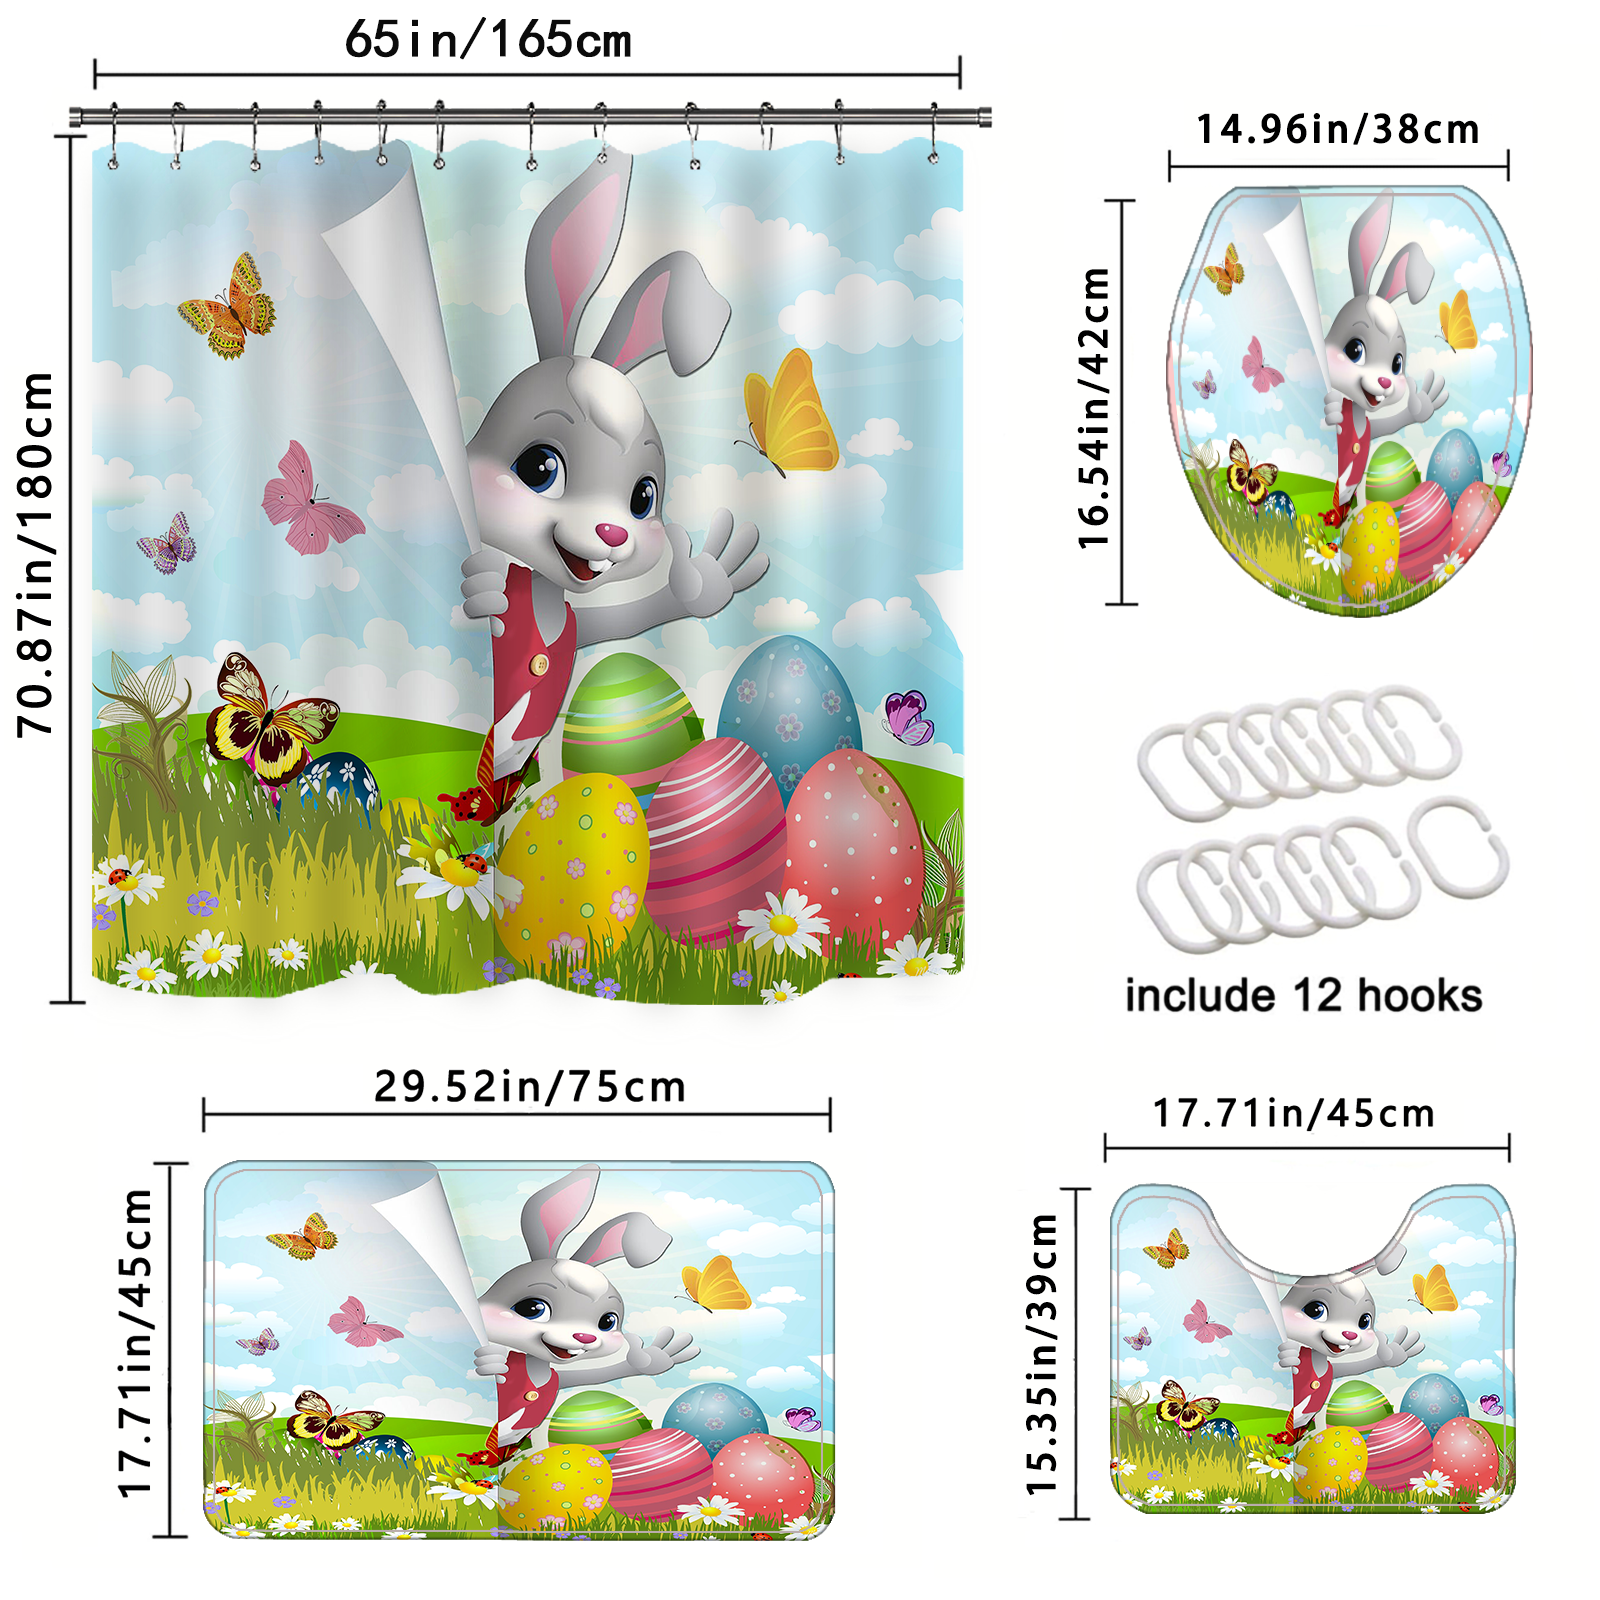 65in/165cm
70.87in/180cm
14.96in/38cm
16.54in/42cm
include 12 hooks
29.52in/75cm
17.71in/45cm
17.71in/45cm
15.35in/39cm